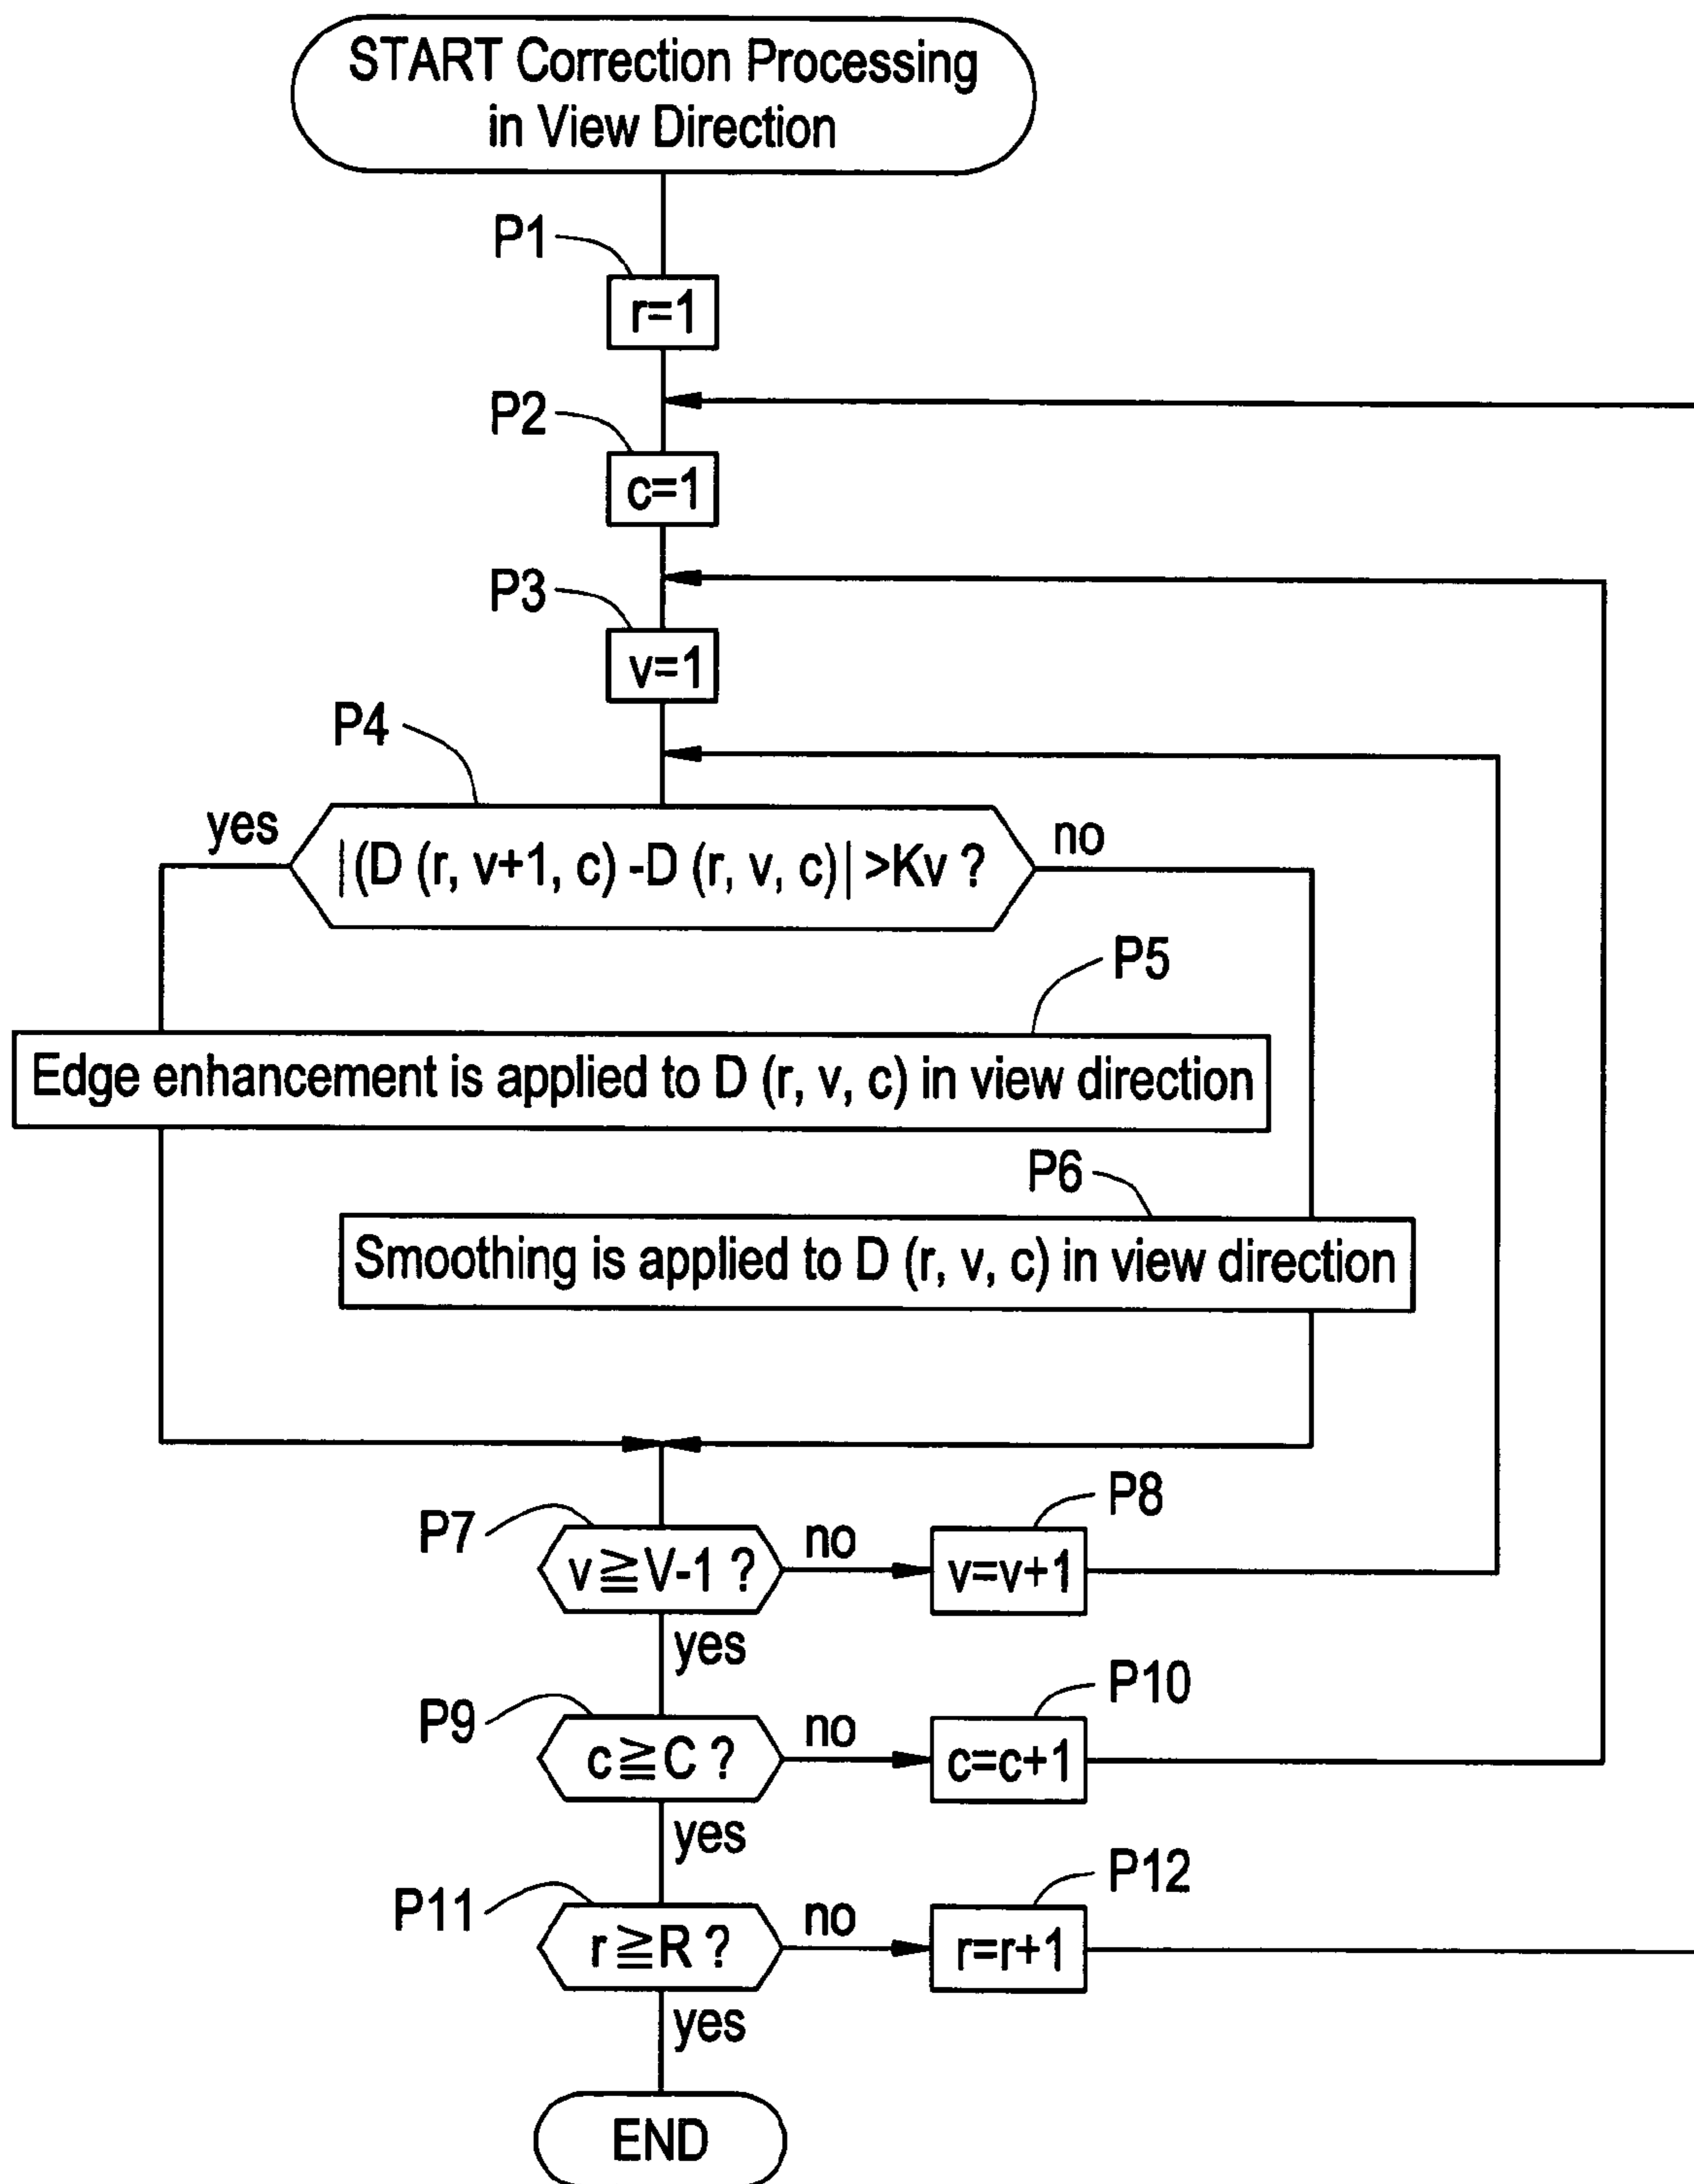 START Correction Processing
in View Direction
P1
r=1
P2
c=1
P3
v=1
P4
yes
|(D (r, v+1, c) -D (r, v, c)| >Kv ?
no
P5
Edge enhancement is applied to D (r, v, c) in view direction
P6
Smoothing is applied to D (r, v, c) in view direction
P7
v≧V-1 ?
no
P8
v=v+1
yes
P9
c≧C ?
no
P10
c=c+1
yes
P11
r≧R ?
no
P12
r=r+1
yes
END